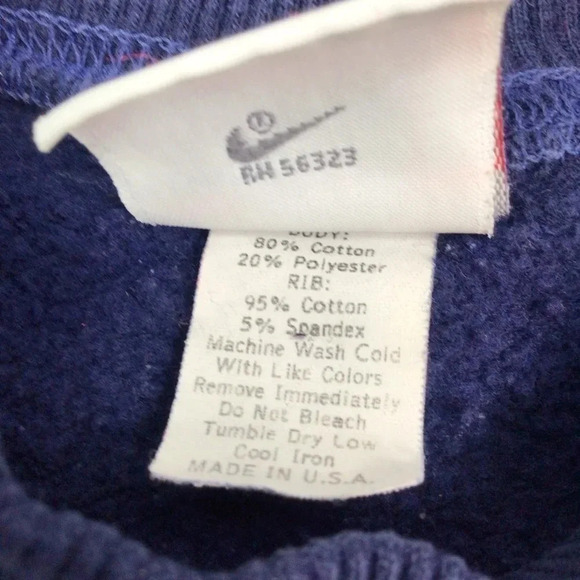 RN 56323
BODY:
80% Cotton
20% Polyester
RIB:
95% Cotton
5% Spandex
Machine Wash Cold
With Like Colors
Remove Immediately
Do Not Bleach
Tumble Dry Low
Cool Iron
MADE IN U.S.A.